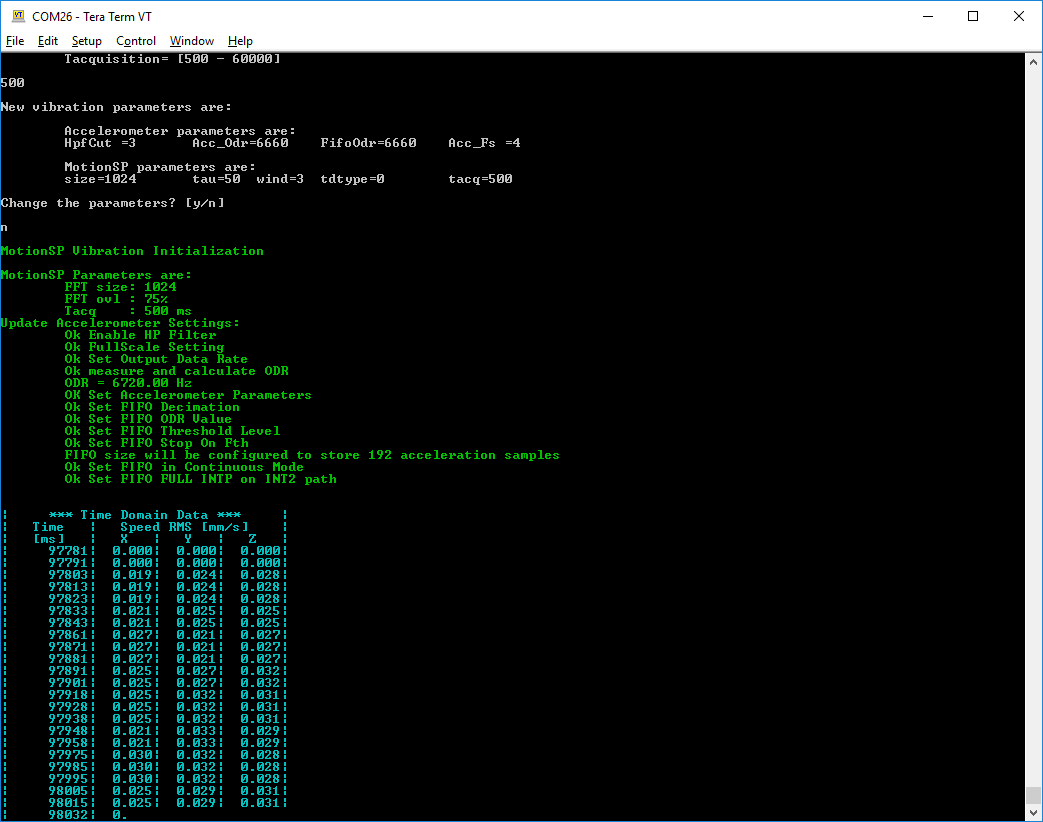 COM26 - Tera Term VT
File Edit Setup Control Window Help
Tacquisition= [500 - 60000]
500
New vibration parameters are:
Accelerometer parameters are:
HpfCut =3 Acc_Odr=6660 FifoOdr=6660 Acc_Fs =4
MotionSP parameters are:
size=1024 tau=50 wind=3 tdtype=0 tacq=500
Change the parameters? [y/n]
n
MotionSP Vibration Initialization
MotionSP Parameters are:
FFT size: 1024
FFT ovl : 75%
Tacq : 500 ms
Update Accelerometer Settings:
Ok Enable HP Filter
Ok FullScale Setting
Ok Set Output Data Rate
Ok measure and calculate ODR
ODR = 6720.00 Hz
OK Set Accelerometer Parameters
Ok Set FIFO Decimation
Ok Set FIFO ODR Value
Ok Set FIFO Threshold Level
Ok Set FIFO Stop On Fth
FIFO size will be configured to store 192 acceleration samples
Ok Set FIFO in Continuous Mode
Ok Set FIFO FULL INTP on INT2 path
¦ *** Time Domain Data *** ¦
¦ Time ¦ Speed RMS [mm/s] ¦
¦ [ms] ¦ X ¦ Y ¦ Z ¦
¦ 97781¦ 0.000¦ 0.000¦ 0.000¦
¦ 97791¦ 0.000¦ 0.000¦ 0.000¦
¦ 97803¦ 0.019¦ 0.024¦ 0.028¦
¦ 97813¦ 0.019¦ 0.024¦ 0.028¦
¦ 97823¦ 0.019¦ 0.024¦ 0.028¦
¦ 97833¦ 0.021¦ 0.025¦ 0.025¦
¦ 97843¦ 0.021¦ 0.025¦ 0.025¦
¦ 97861¦ 0.027¦ 0.021¦ 0.027¦
¦ 97871¦ 0.027¦ 0.021¦ 0.027¦
¦ 97881¦ 0.027¦ 0.021¦ 0.027¦
¦ 97891¦ 0.025¦ 0.027¦ 0.032¦
¦ 97901¦ 0.025¦ 0.027¦ 0.032¦
¦ 97918¦ 0.025¦ 0.032¦ 0.031¦
¦ 97928¦ 0.025¦ 0.032¦ 0.031¦
¦ 97938¦ 0.025¦ 0.032¦ 0.031¦
¦ 97948¦ 0.021¦ 0.033¦ 0.029¦
¦ 97958¦ 0.021¦ 0.033¦ 0.029¦
¦ 97975¦ 0.030¦ 0.032¦ 0.028¦
¦ 97985¦ 0.030¦ 0.032¦ 0.028¦
¦ 97995¦ 0.030¦ 0.032¦ 0.028¦
¦ 98005¦ 0.025¦ 0.029¦ 0.031¦
¦ 98015¦ 0.025¦ 0.029¦ 0.031¦
¦ 98032¦ 0.